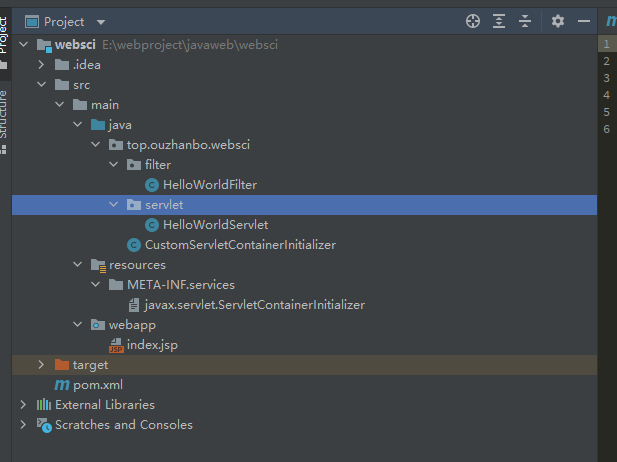 Project
Project
Structure
websci E:\webproject\javaweb\websci
.idea
src
main
java
top.ouzhanbo.websci
filter
HelloWorldFilter
servlet
HelloWorldServlet
CustomServletContainerInitializer
resources
META-INF.services
javax.servlet.ServletContainerInitializer
webapp
index.jsp
target
pom.xml
External Libraries
Scratches and Consoles
1
2
3
4
5
6